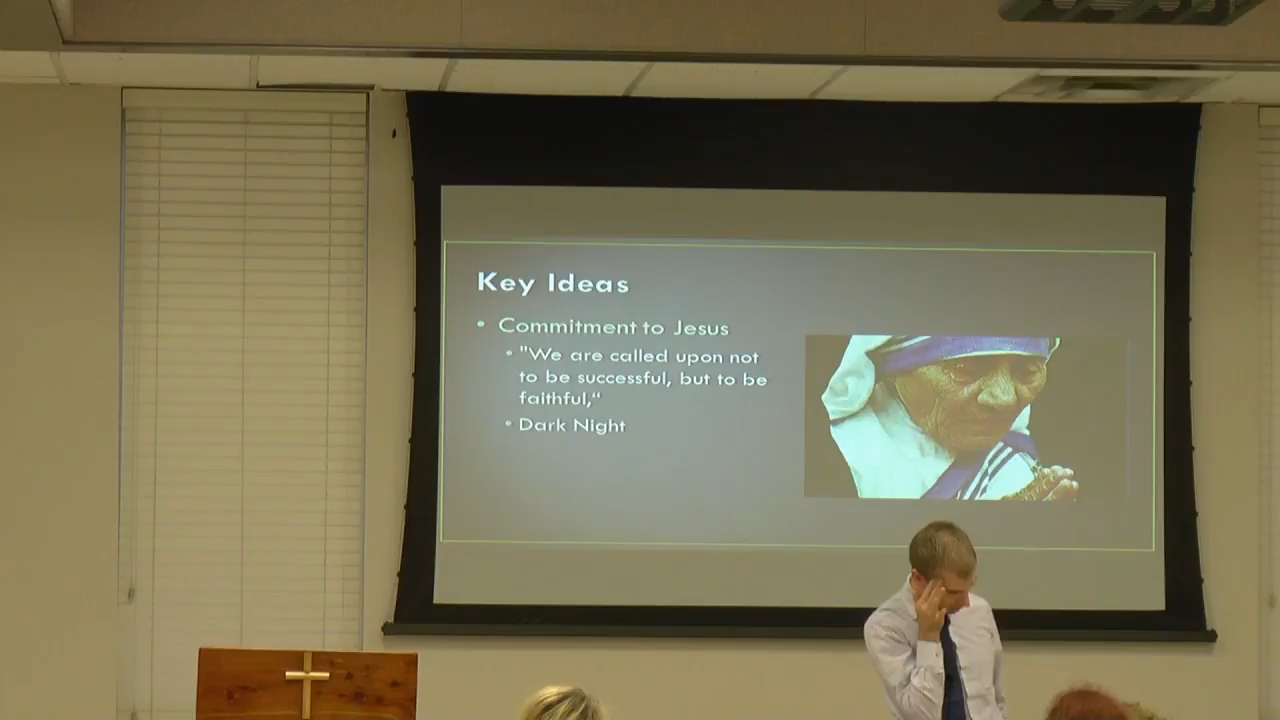 Key Ideas
• Commitment to Jesus
• "We are called upon not
to be successful, but to be
faithful,“
• Dark Night